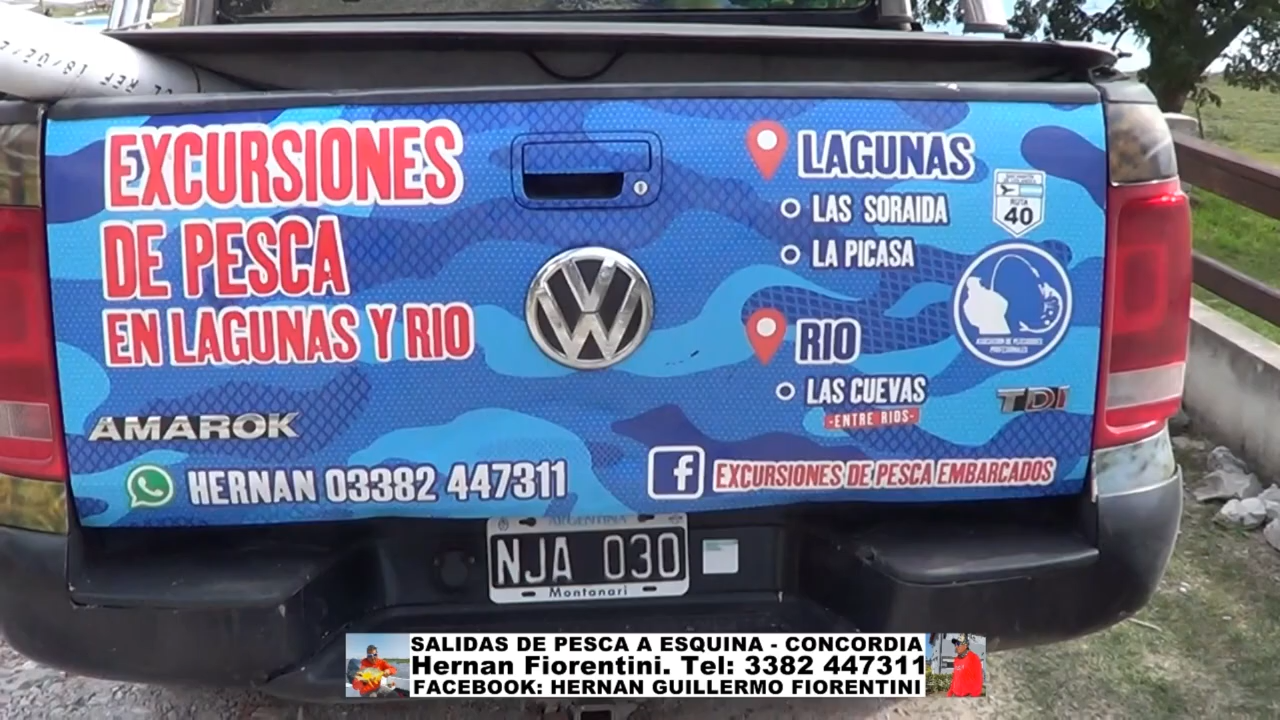 EXCURSIONES
DE PESCA
EN LAGUNAS Y RIO
LAGUNAS
LAS SORAIDA
LA PICASA
RUTA
40
RIO
LAS CUEVAS
-ENTRE RIOS-
AMAROK
TDI
HERNAN 03382 447311
EXCURSIONES DE PESCA EMBARCADOS
ARGENTINA
NJA 030
Montanari
SALIDAS DE PESCA A ESQUINA - CONCORDIA
Hernan Fiorentini. Tel: 3382 447311
FACEBOOK: HERNAN GUILLERMO FIORENTINI